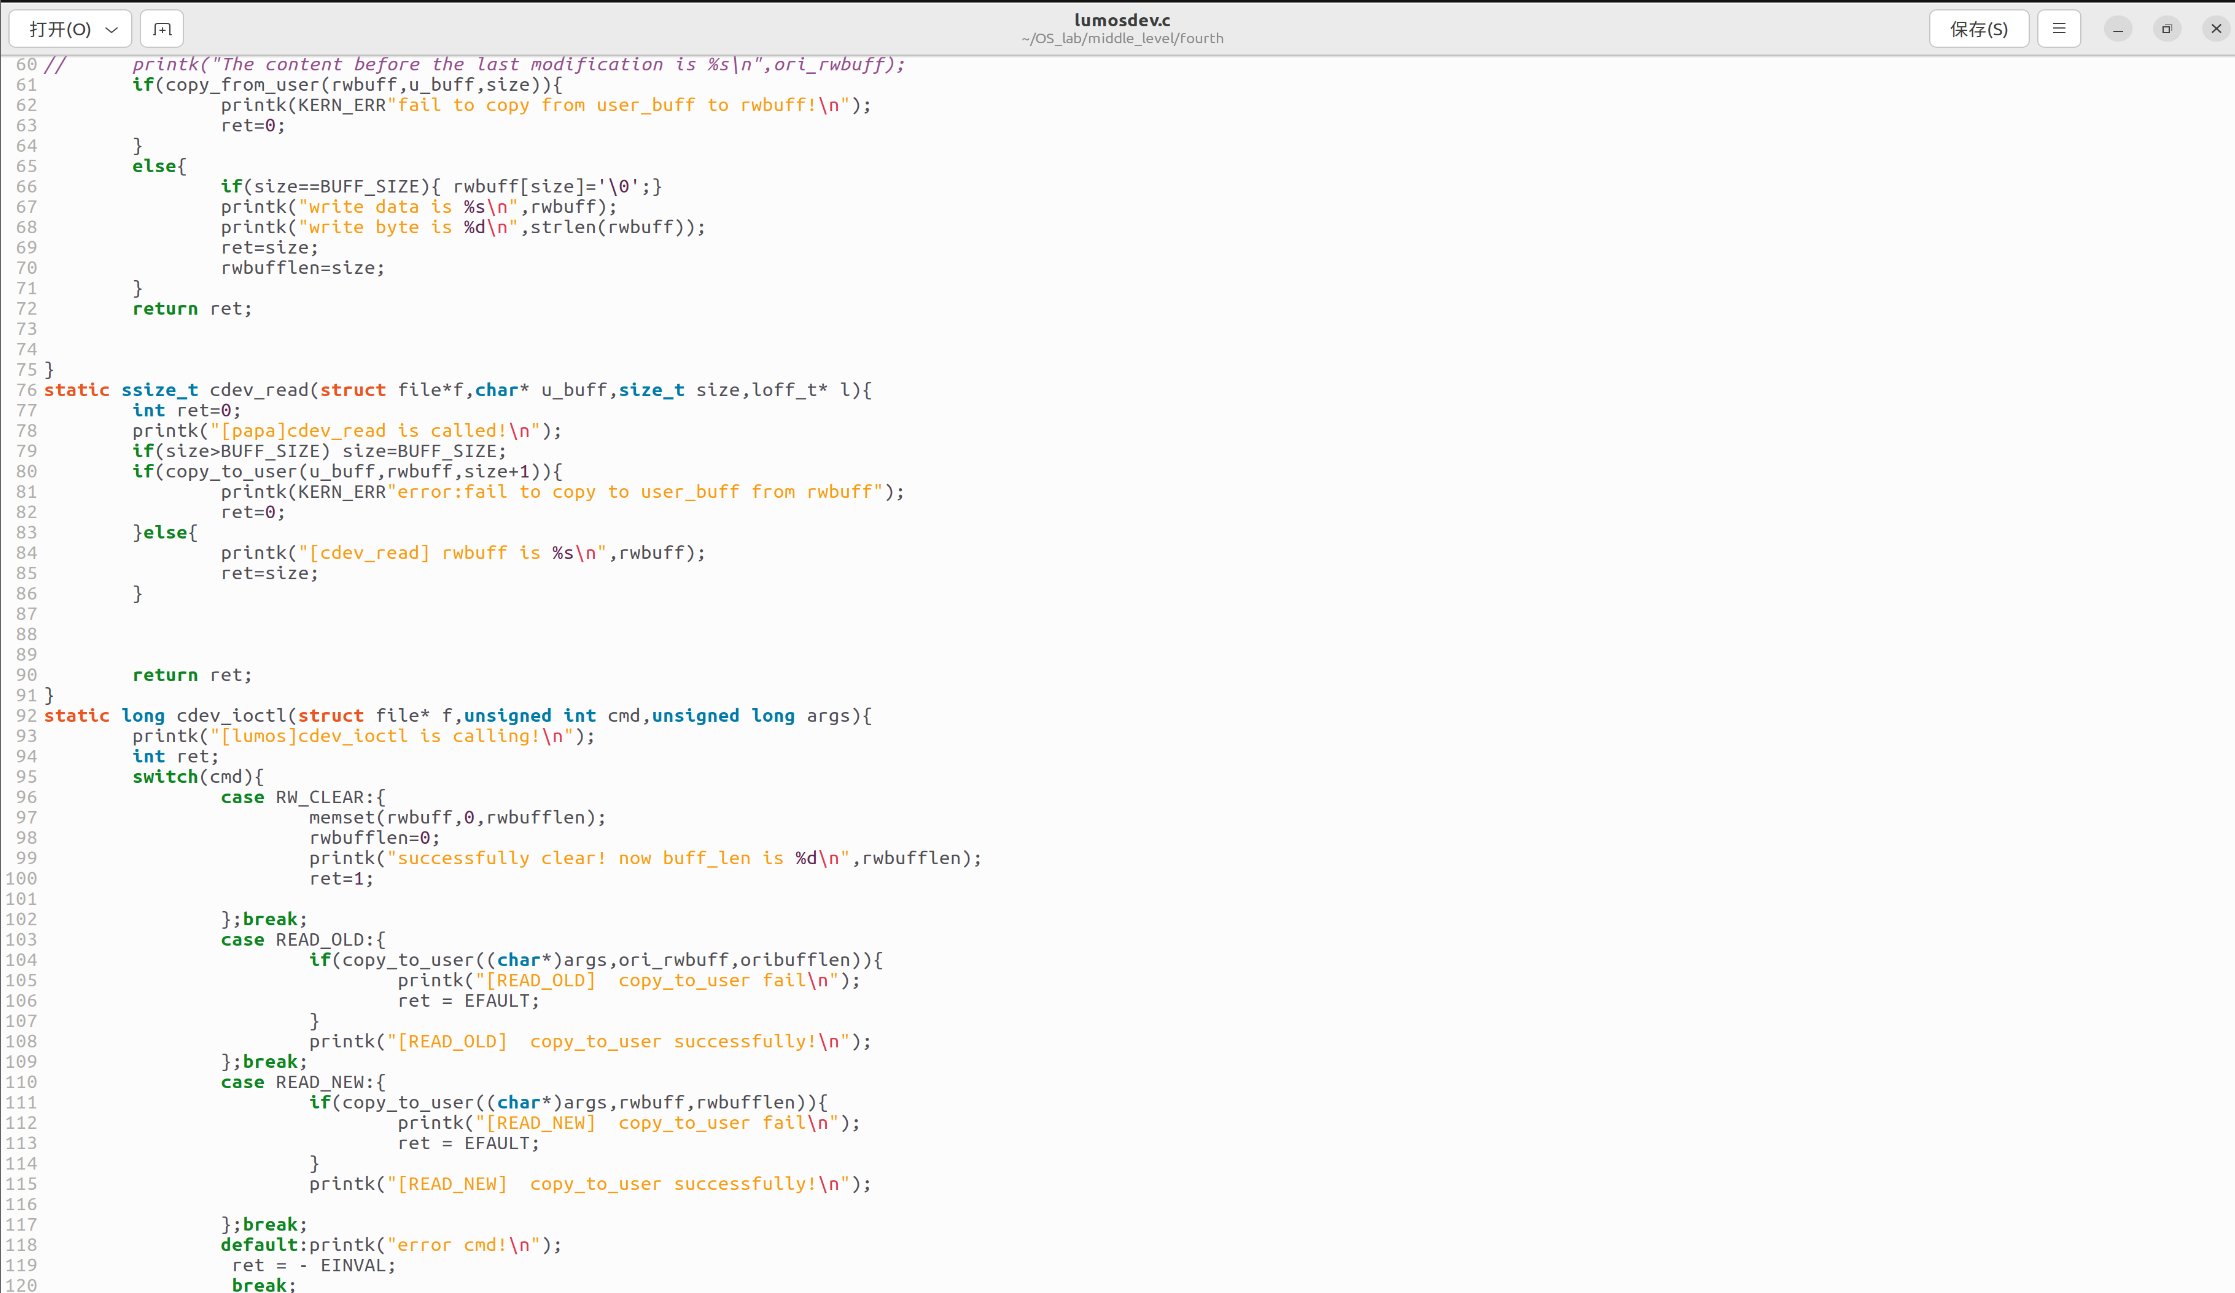 打开(O)
lumosdev.c
~/OS_lab/middle_level/fourth
保存(S)
60 //      printk("The content before the last modification is %s\n",ori_rwbuff);
61         if(copy_from_user(rwbuff,u_buff,size)){
62                 printk(KERN_ERR"fail to copy from user_buff to rwbuff!\n");
63                 ret=0;
64         }
65         else{
66                 if(size==BUFF_SIZE){ rwbuff[size]='\0';}
67                 printk("write data is %s\n",rwbuff);
68                 printk("write byte is %d\n",strlen(rwbuff));
69                 ret=size;
70                 rwbufflen=size;
71         }
72         return ret;
73
74
75 }
76 static ssize_t cdev_read(struct file*f,char* u_buff,size_t size,loff_t* l){
77         int ret=0;
78         printk("[papa]cdev_read is called!\n");
79         if(size>BUFF_SIZE) size=BUFF_SIZE;
80         if(copy_to_user(u_buff,rwbuff,size+1)){
81                 printk(KERN_ERR"error:fail to copy to user_buff from rwbuff");
82                 ret=0;
83         }else{
84                 printk("[cdev_read] rwbuff is %s\n",rwbuff);
85                 ret=size;
86         }
87
88
89
90         return ret;
91 }
92 static long cdev_ioctl(struct file* f,unsigned int cmd,unsigned long args){
93         printk("[lumos]cdev_ioctl is calling!\n");
94         int ret;
95         switch(cmd){
96                 case RW_CLEAR:{
97                         memset(rwbuff,0,rwbufflen);
98                         rwbufflen=0;
99                         printk("successfully clear! now buff_len is %d\n",rwbufflen);
100                         ret=1;
101
102                 };break;
103                 case READ_OLD:{
104                         if(copy_to_user((char*)args,ori_rwbuff,oribufflen)){
105                                 printk("[READ_OLD]  copy_to_user fail\n");
106                                 ret = EFAULT;
107                         }
108                         printk("[READ_OLD]  copy_to_user successfully!\n");
109                 };break;
110                 case READ_NEW:{
111                         if(copy_to_user((char*)args,rwbuff,rwbufflen)){
112                                 printk("[READ_NEW]  copy_to_user fail\n");
113                                 ret = EFAULT;
114                         }
115                         printk("[READ_NEW]  copy_to_user successfully!\n");
116
117                 };break;
118                 default:printk("error cmd!\n");
119                  ret = - EINVAL;
120                  break;